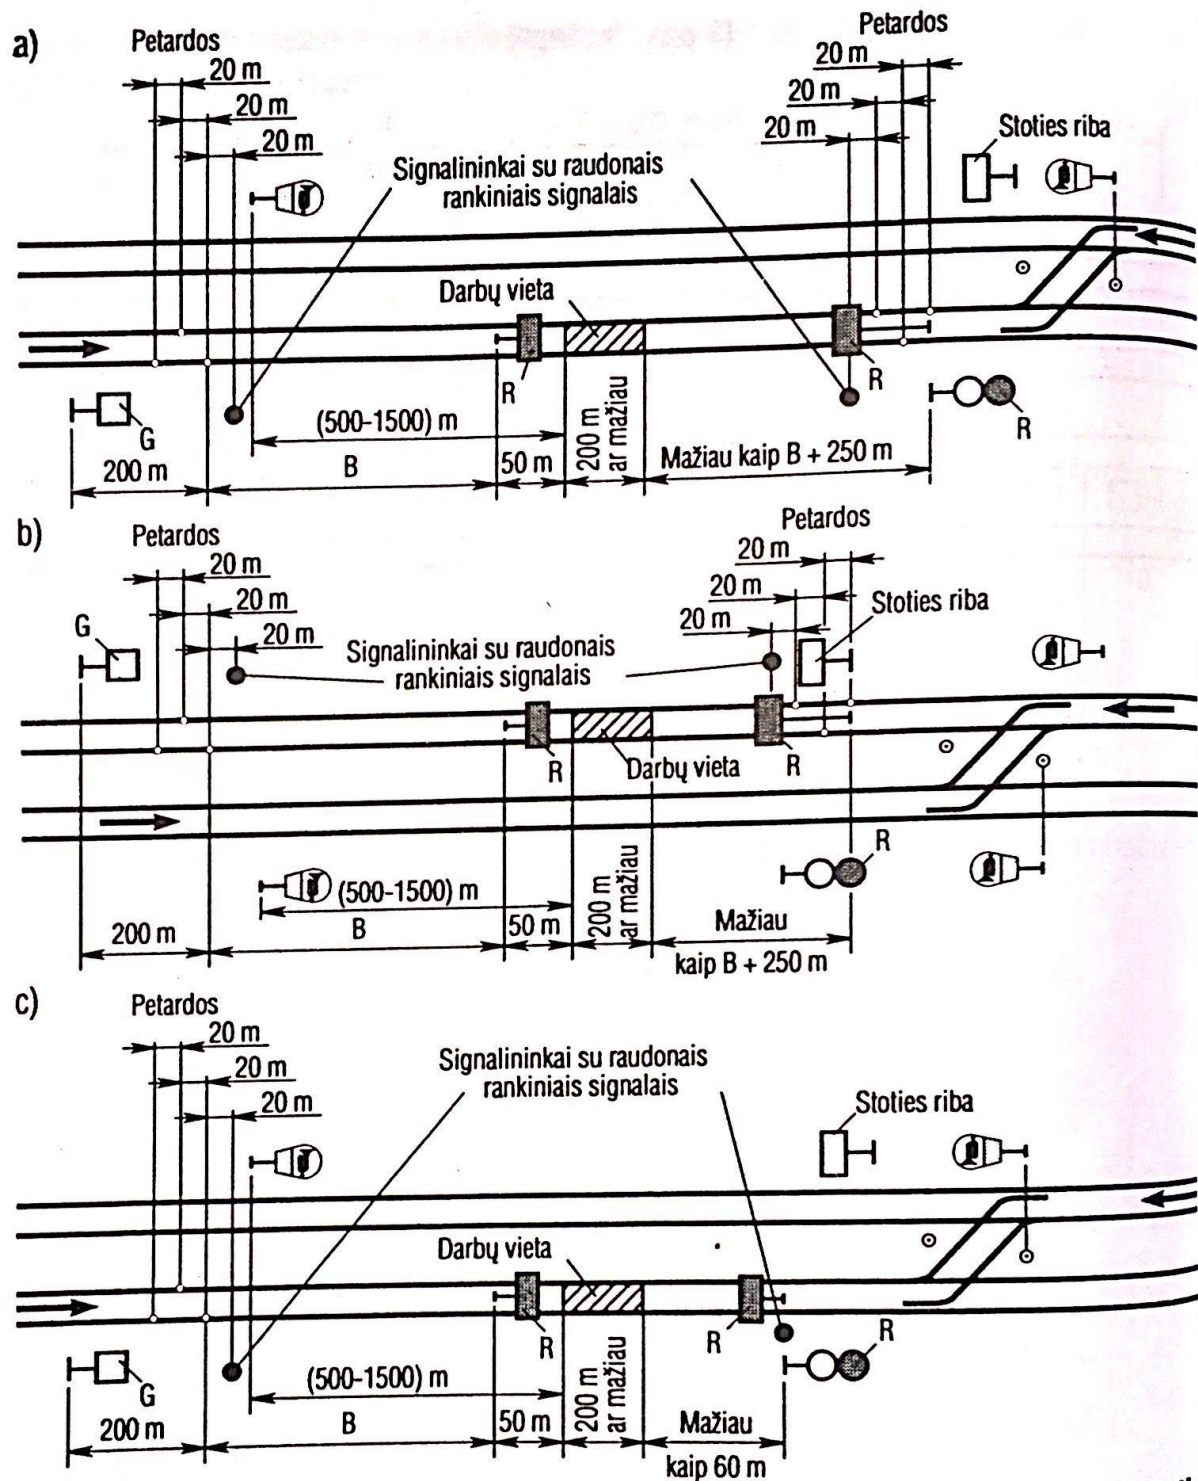 a)
Petardos
20 m
20 m
20 m
Signalininkai su raudonais
rankiniais signalais
Petardos
20 m
20 m
20 m
Stoties riba
Darbų vieta
R
R
G
R
(500-1500) m
200 m
B
50 m
200 m
ar mažiau
Mažiau kaip B + 250 m
b)
Petardos
20 m
20 m
20 m
G
Signalininkai su raudonais
rankiniais signalais
Petardos
20 m
20 m
20 m
Stoties riba
R
Darbų vieta
R
R
(500-1500) m
200 m
B
50 m
200 m
ar mažiau
Mažiau
kaip B + 250 m
c)
Petardos
20 m
20 m
20 m
Signalininkai su raudonais
rankiniais signalais
Stoties riba
Darbų vieta
R
R
R
G
(500-1500) m
200 m
B
50 m
200 m
ar mažiau
Mažiau
kaip 60 m